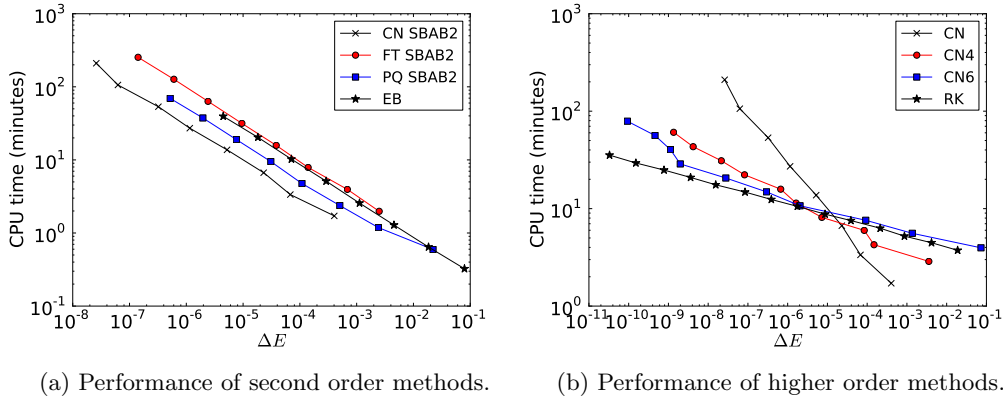 CPU time (minutes)
10^3
10^2
10^1
10^0
10^-1
10^-8
10^-7
10^-6
10^-5
10^-4
10^-3
10^-2
10^-1
ΔE
CN SBAB2
FT SBAB2
PQ SBAB2
EB
(a) Performance of second order methods.
CPU time (minutes)
10^3
10^2
10^1
10^0
10^-11
10^-10
10^-9
10^-8
10^-7
10^-6
10^-5
10^-4
10^-3
10^-2
10^-1
ΔE
CN
CN4
CN6
RK
(b) Performance of higher order methods.